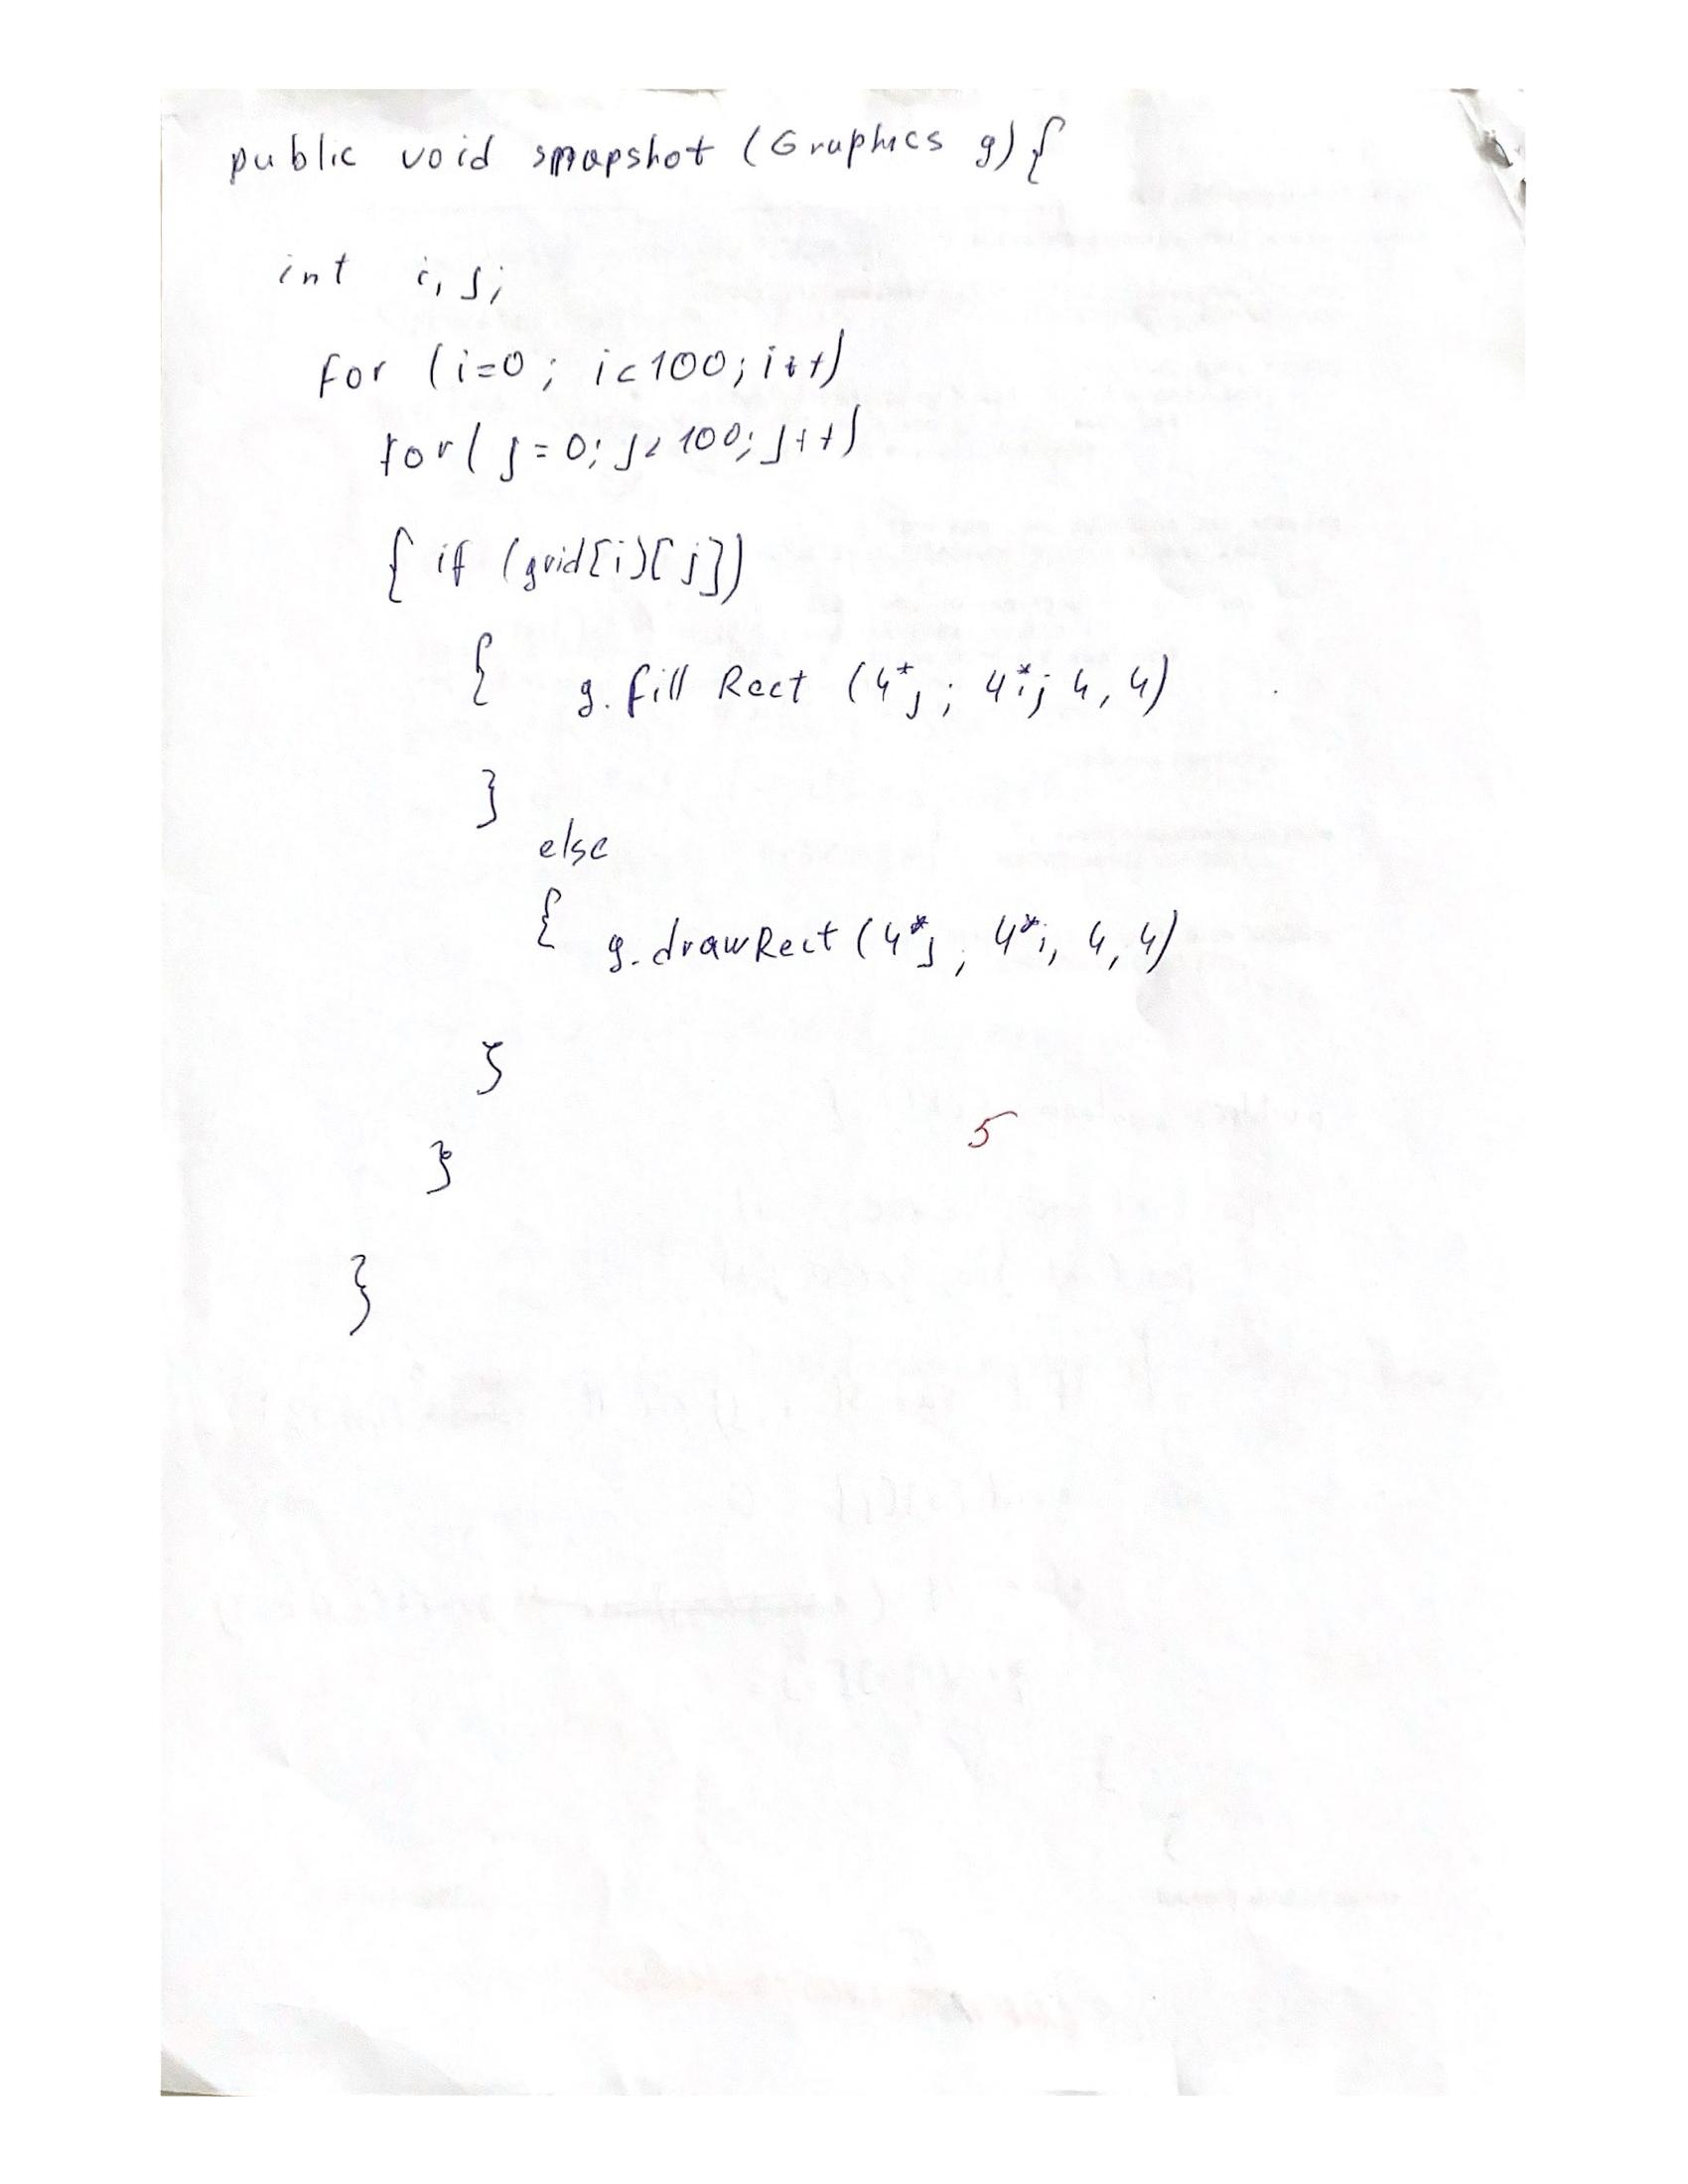 public void snapshot (Graphics g) {
int i, j;
for (i=0; i<100; i++)
for( j=0; j<100; j++)
{ if (grid[i][j])
{ g. fill Rect (4*j; 4*i; 4, 4)
}
else
{ g. drawRect (4*j; 4*i, 4, 4)
}
5
}
}